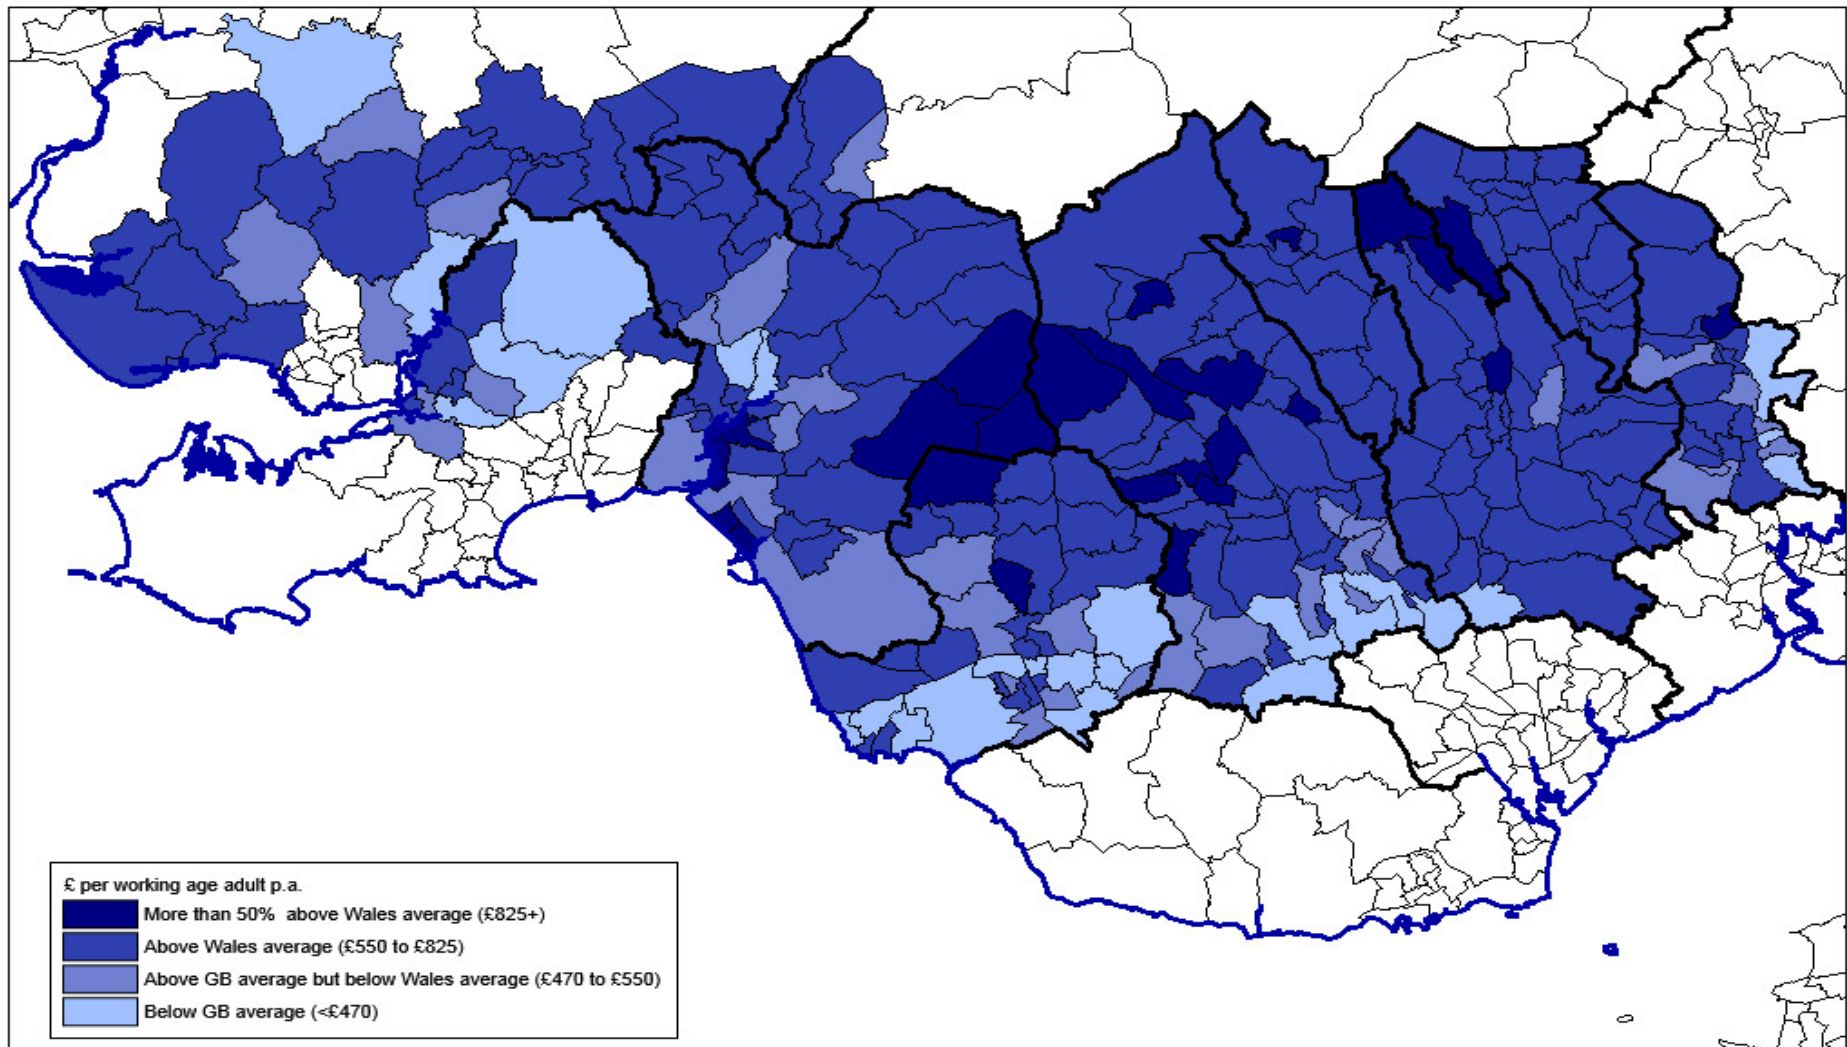 £ per working age adult p.a.
More than 50% above Wales average (£825+)
Above Wales average (£550 to £825)
Above GB average but below Wales average (£470 to £550)
Below GB average (<£470)